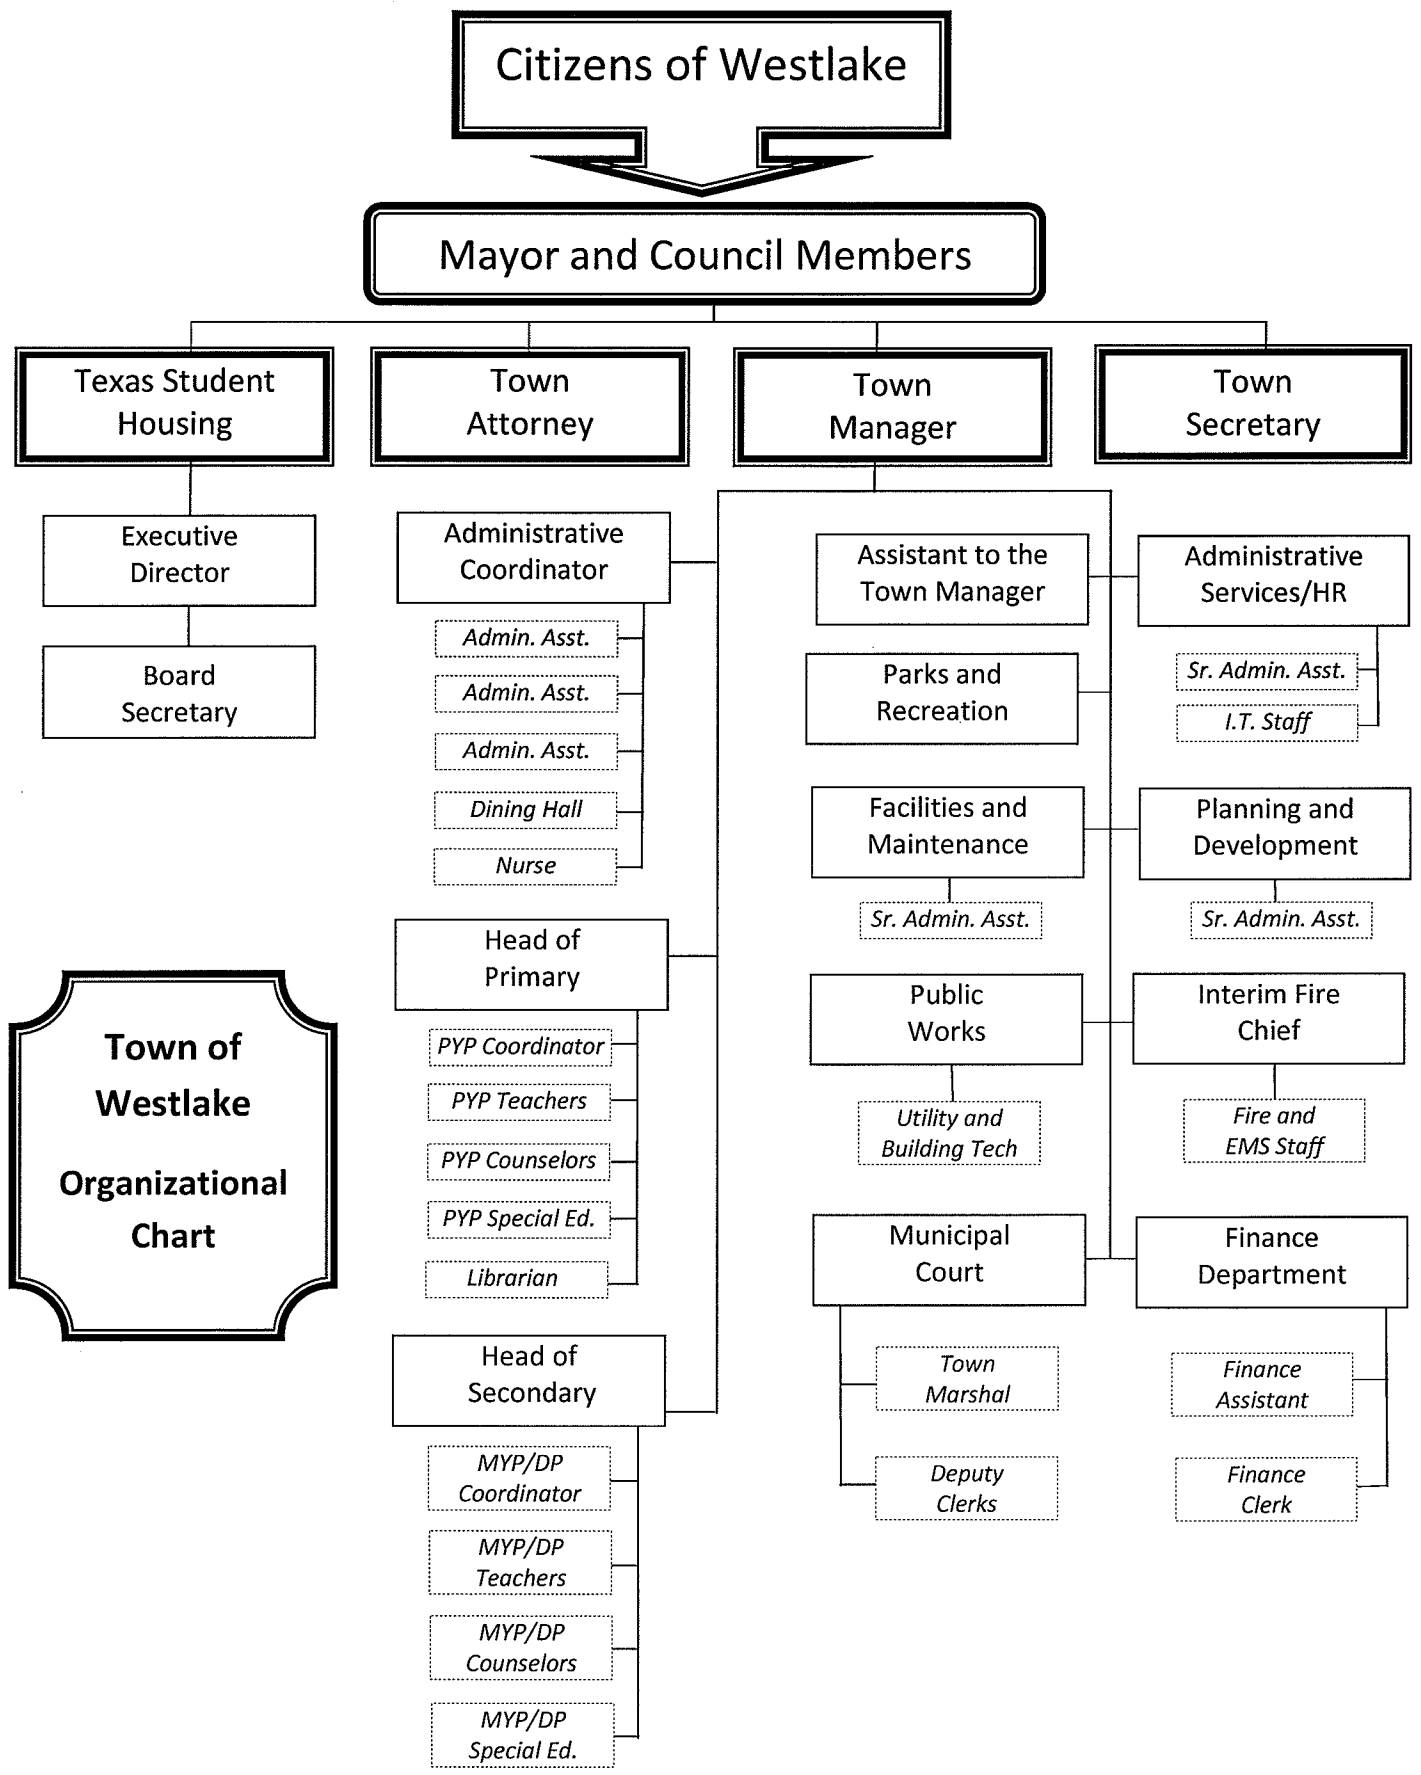 Citizens of Westlake
Mayor and Council Members
Texas Student
Housing
Town
Attorney
Town
Manager
Town
Secretary
Executive
Director
Board
Secretary
Administrative
Coordinator
Admin. Asst.
Admin. Asst.
Admin. Asst.
Dining Hall
Nurse
Head of
Primary
PYP Coordinator
PYP Teachers
PYP Counselors
PYP Special Ed.
Librarian
Head of
Secondary
MYP/DP
Coordinator
MYP/DP
Teachers
MYP/DP
Counselors
MYP/DP
Special Ed.
Assistant to the
Town Manager
Administrative
Services/HR
Sr. Admin. Asst.
I.T. Staff
Parks and
Recreation
Facilities and
Maintenance
Sr. Admin. Asst.
Planning and
Development
Sr. Admin. Asst.
Public
Works
Utility and
Building Tech
Interim Fire
Chief
Fire and
EMS Staff
Municipal
Court
Town
Marshal
Deputy
Clerks
Finance
Department
Finance
Assistant
Finance
Clerk
Town of
Westlake
Organizational
Chart